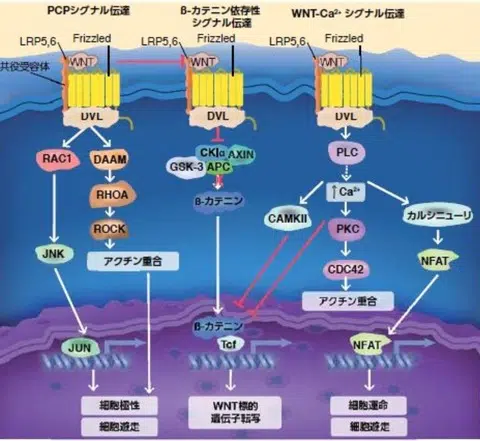 PCPシグナル伝達
LRP5,6
Frizzled
WNT
共役受容体
DVL
RAC1
DAAM
RHOA
ROCK
JNK
アクチン重合
JUN
細胞極性
細胞遊走
ß-カテニン依存性
シグナル伝達
LRP5,6
Frizzled
WNT
DVL
CKIα
AXIN
GSK-3
APC
ß-カテニン
ß-カテニン
Tcf
WNT標的
遺伝子転写
WNT-Ca²⁺ シグナル伝達
LRP5,6
Frizzled
WNT
DVL
PLC
↑Ca²⁺
CAMKII
PKC
カルシニューリ
CDC42
NFAT
アクチン重合
NFAT
細胞運命
細胞遊走